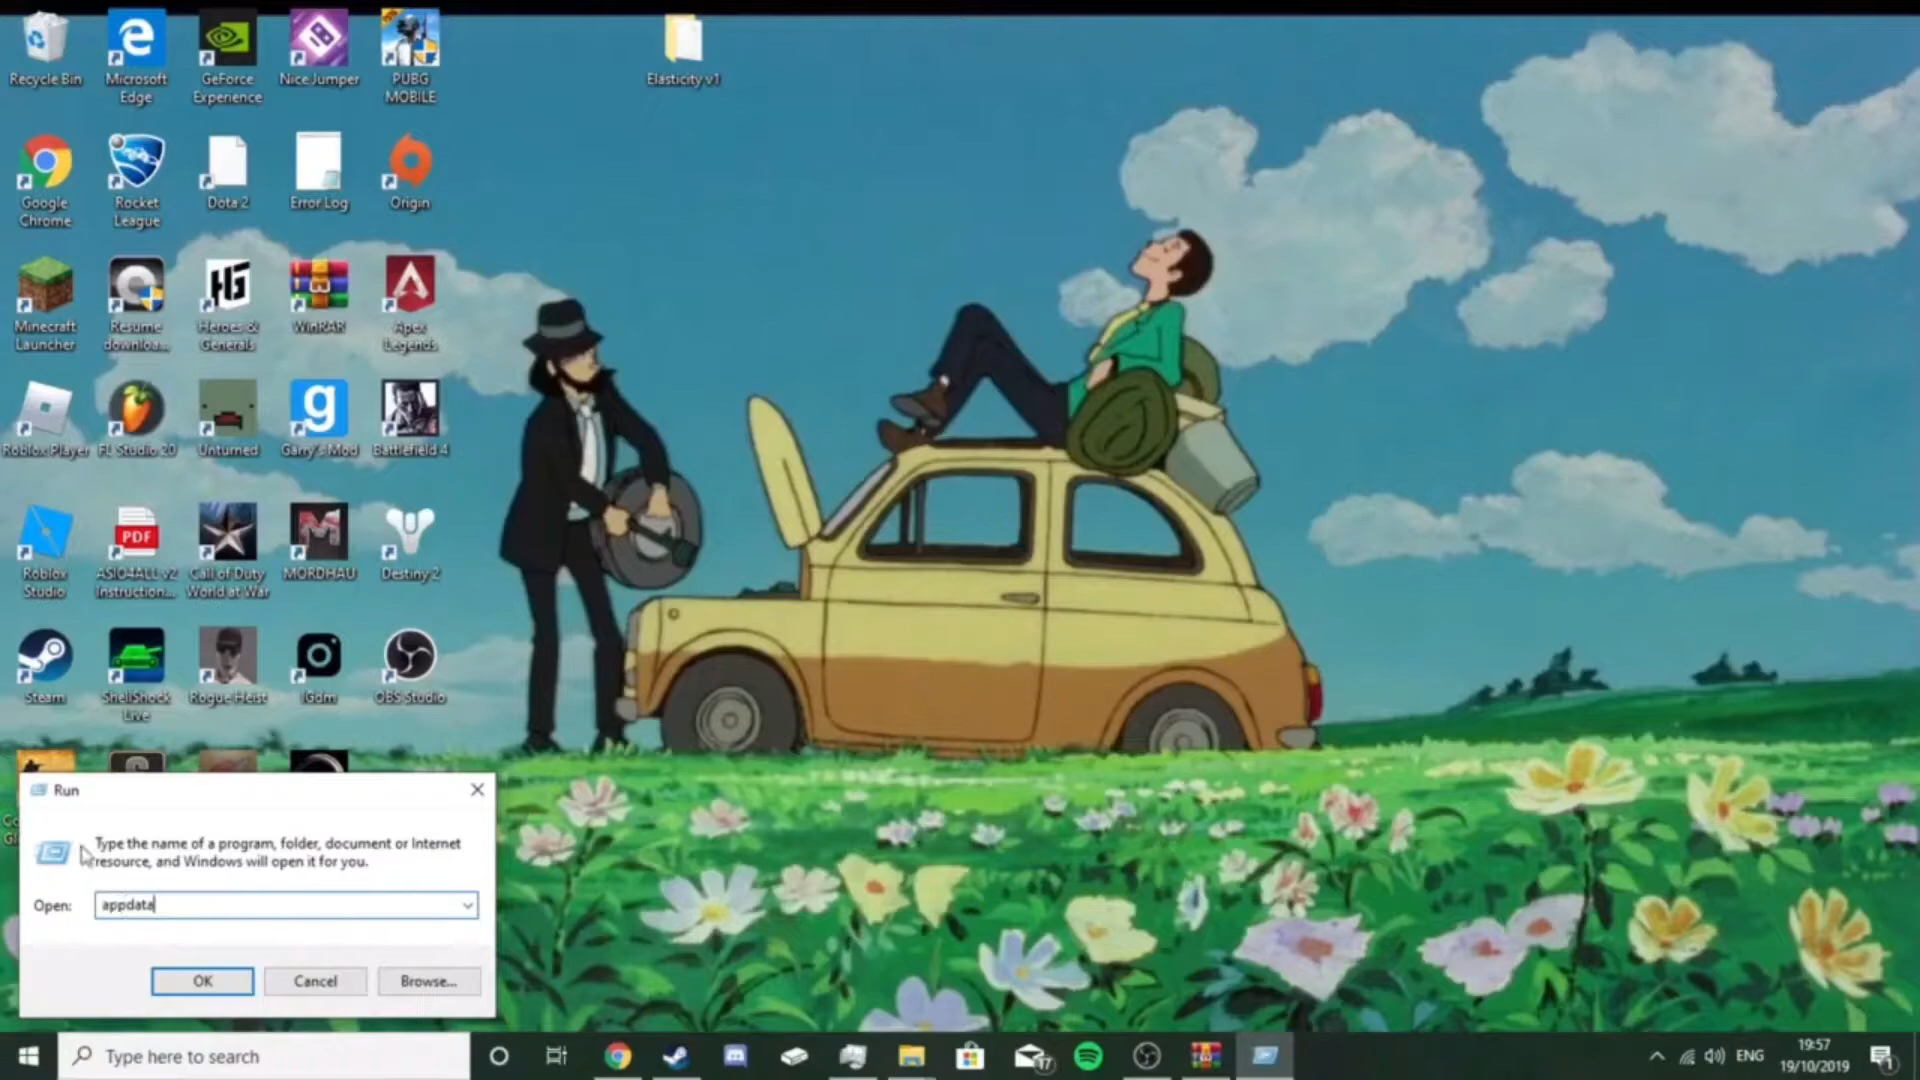 Recycle Bin
Microsoft
Edge
GeForce
Experience
NiceJumper
PUBG
MOBILE
Elasticity v1
Google
Chrome
Rocket
League
Dota 2
Error Log
Origin
Minecraft
Launcher
Resume
downloa...
Heroes &
Generals
WinRAR
Apex
Legends
Roblox Player
FL Studio 20
Unturned
Garry's Mod
Battlefield 4
PDF
Roblox
Studio
ASIO4ALL v2
Instruction...
Call of Duty
World at War
MORDHAU
Destiny 2
Steam
ShellShock
Live
Rogue Heist
IGdm
OBS Studio
Run
Type the name of a program, folder, document or Internet
resource, and Windows will open it for you.
Open:
appdata
OK
Cancel
Browse...
Type here to search
17
ENG
19:57
19/10/2019
1